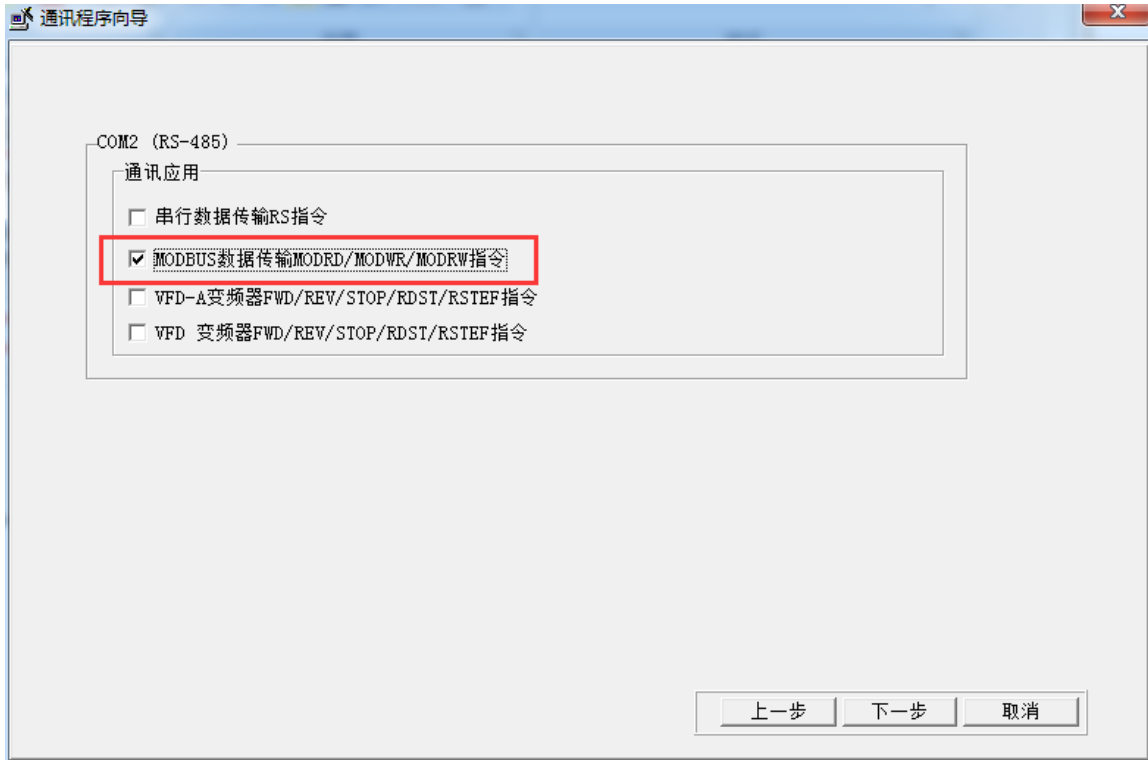 通讯程序向导
COM2 (RS-485)
通讯应用
串行数据传输RS指令
MODBUS数据传输MODRD/MODWR/MODRW指令
VFD-A变频器FWD/REV/STOP/RDST/RSTEF指令
VFD 变频器FWD/REV/STOP/RDST/RSTEF指令
上一步 下一步 取消